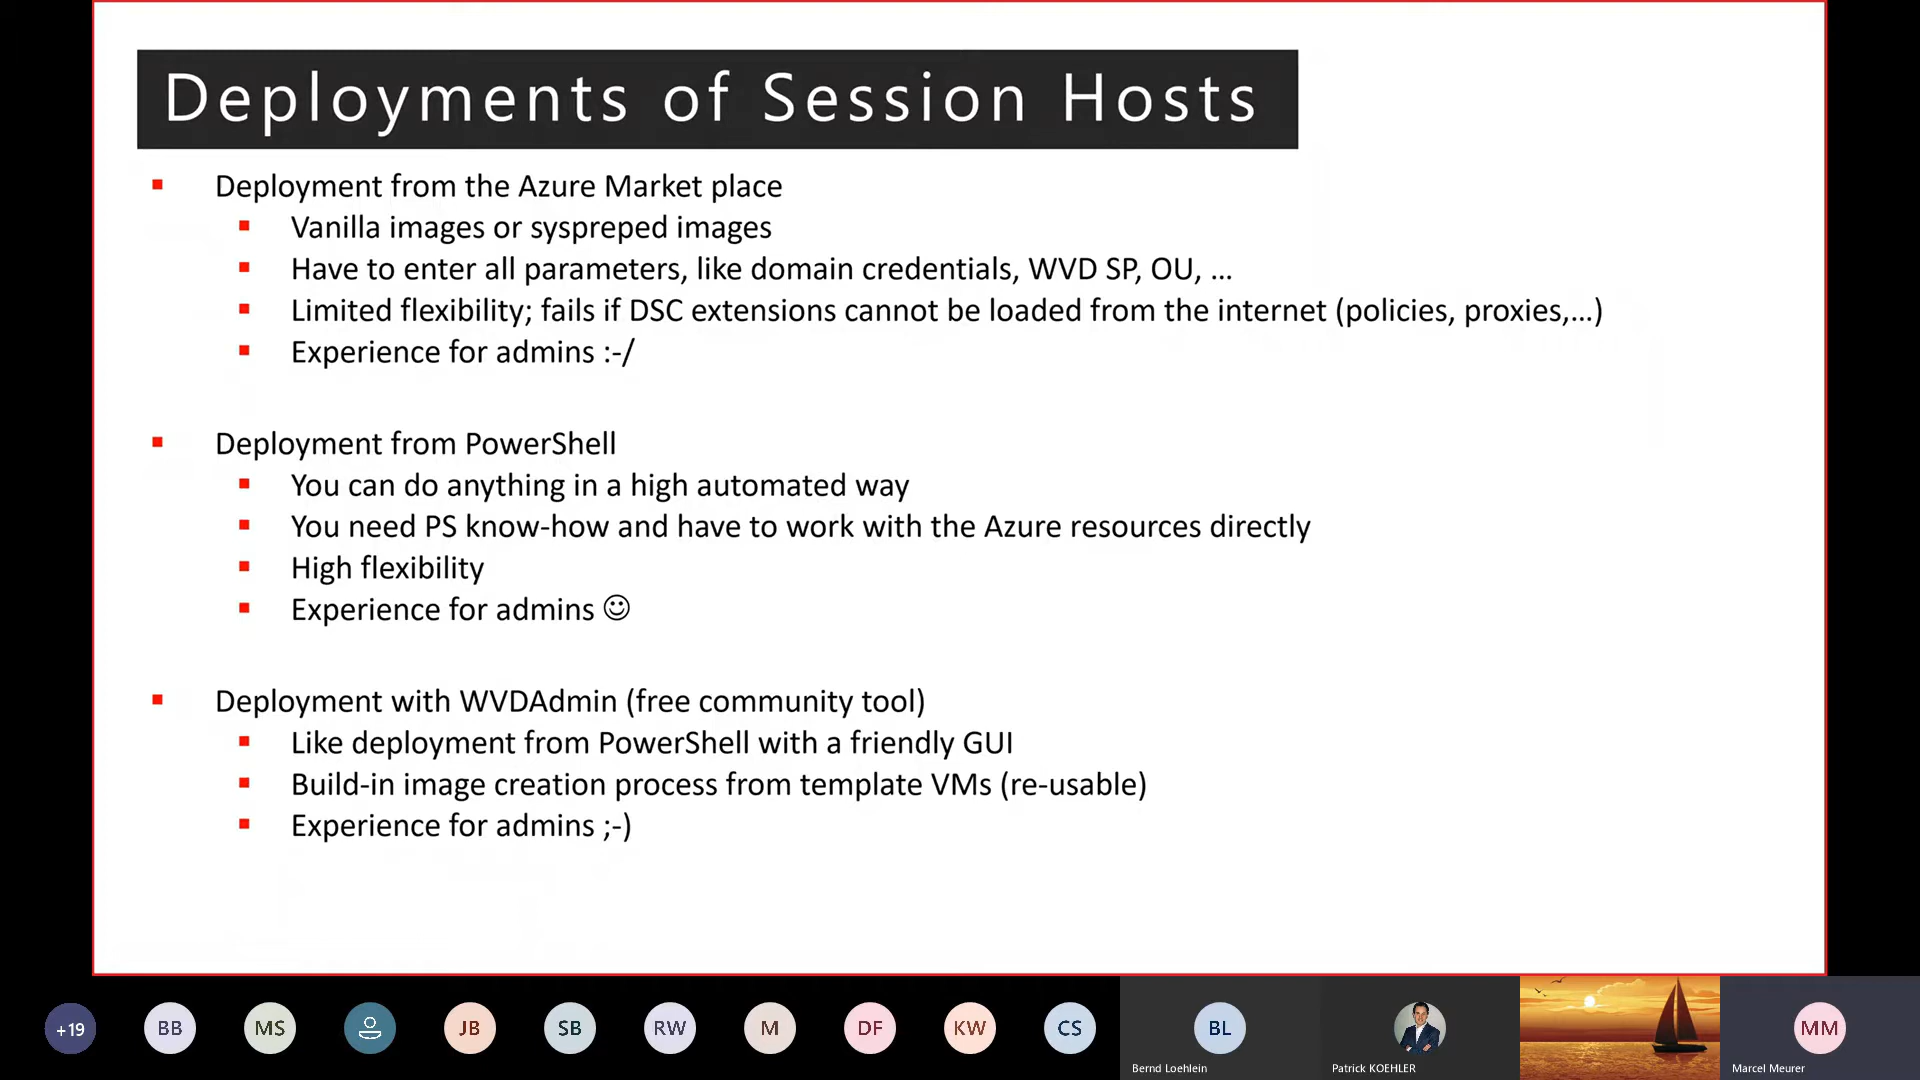 Deployments of Session Hosts
Deployment from the Azure Market place
Vanilla images or syspreped images
Have to enter all parameters, like domain credentials, WVD SP, OU, ...
Limited flexibility; fails if DSC extensions cannot be loaded from the internet (policies, proxies,...)
Experience for admins :-/
Deployment from PowerShell
You can do anything in a high automated way
You need PS know-how and have to work with the Azure resources directly
High flexibility
Experience for admins ☺
Deployment with WVDAdmin (free community tool)
Like deployment from PowerShell with a friendly GUI
Build-in image creation process from template VMs (re-usable)
Experience for admins ;-)
+19 BB MS JB SB RW M DF KW CS BL MM
Bernd Loehlein Patrick KOEHLER Marcel Meurer